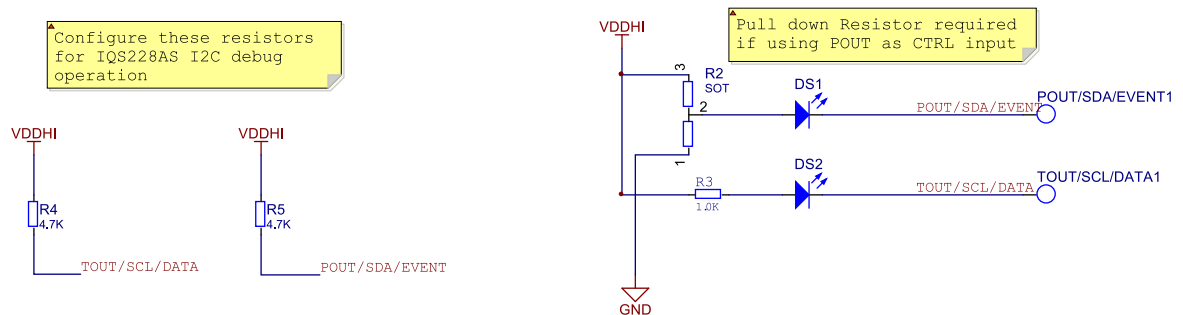 Configure these resistors
for IQS228AS I2C debug
operation
VDDHI
R4
4.7K
TOUT/SCL/DATA
VDDHI
R5
4.7K
POUT/SDA/EVENT
VDDHI
Pull down Resistor required
if using POUT as CTRL input
3
R2
SOT
2
1
DS1
POUT/SDA/EVENT
POUT/SDA/EVENT1
R3
1.0K
DS2
TOUT/SCL/DATA
TOUT/SCL/DATA1
GND